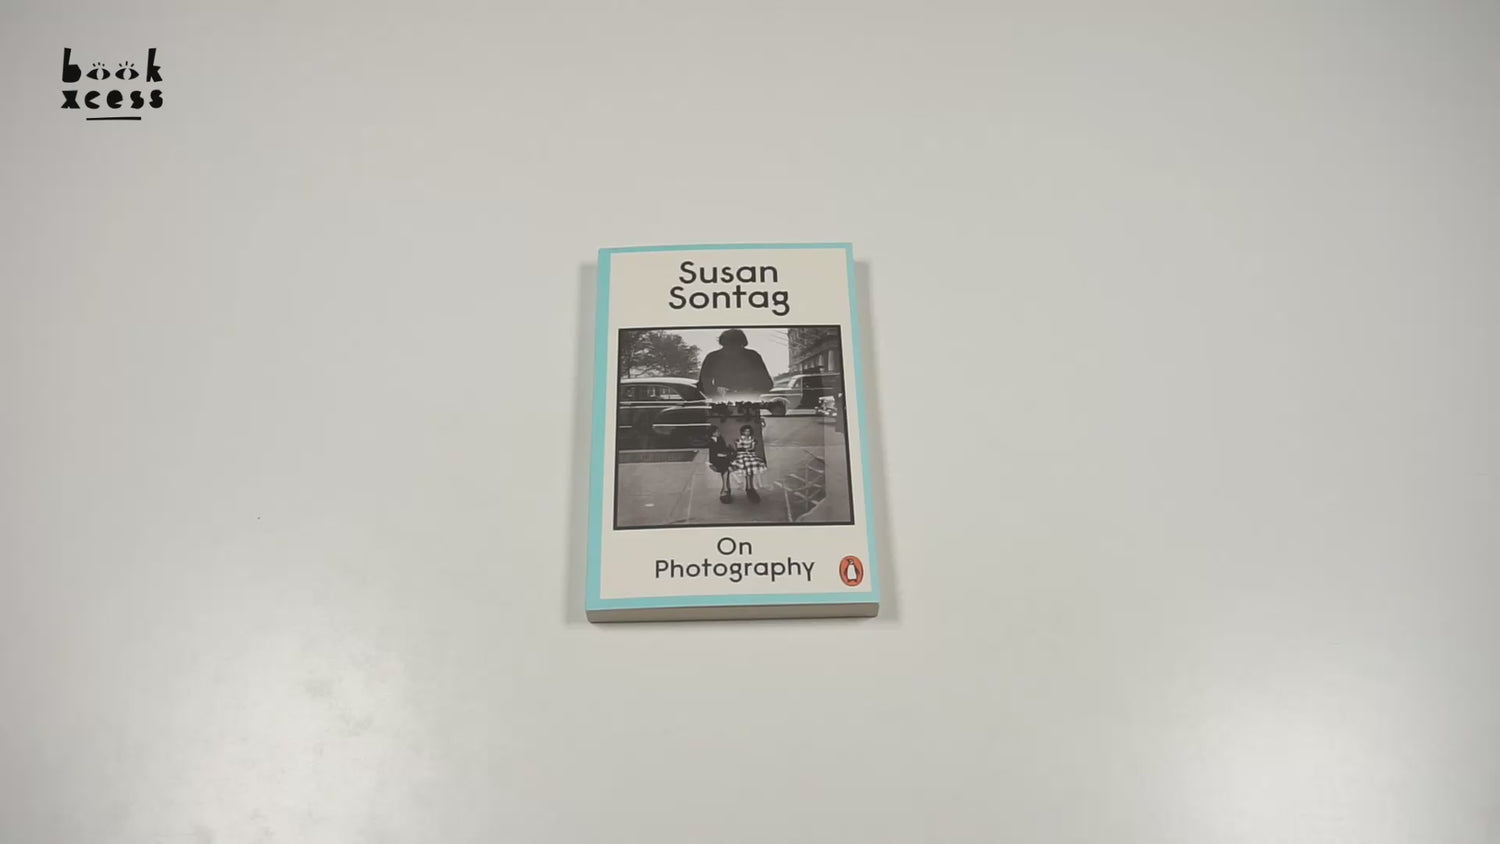 book
xcess
Susan
Sontag
On
Photography